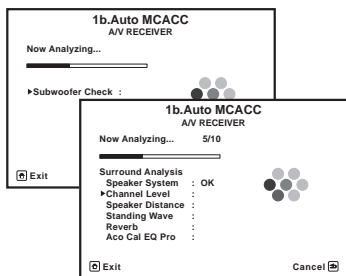 1b.Auto MCACC
A/V RECEIVER
Now Analyzing...
▶Subwoofer Check :
Exit
1b.Auto MCACC
A/V RECEIVER
Now Analyzing... 5/10
Surround Analysis
Speaker System : OK
▶Channel Level :
Speaker Distance :
Standing Wave :
Reverb :
Aco Cal EQ Pro :
Exit Cancel